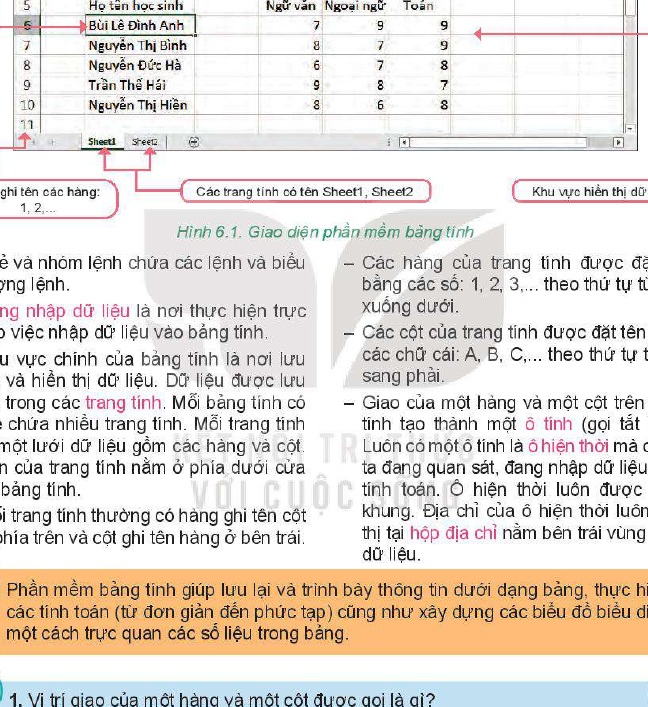 5 Họ tên học sinh Ngữ văn Ngoại ngữ Toán
6 Bùi Lê Đình Anh 7 9 9
7 Nguyễn Thị Bình 8 7 9
8 Nguyễn Đức Hà 6 7 8
9 Trần Thế Hải 9 8 7
10 Nguyễn Thị Hiền 8 6 8
11
Sheet1 Sheet2
ghi tên các hàng:
1, 2,...
Các trang tính có tên Sheet1, Sheet2
Khu vực hiển thị dữ
Hình 6.1. Giao diện phần mềm bảng tính
và nhóm lệnh chứa các lệnh và biểu
lệnh.
nhập dữ liệu là nơi thực hiện trực
việc nhập dữ liệu vào bảng tính.
vực chính của bảng tính là nơi lưu
và hiển thị dữ liệu. Dữ liệu được lưu
trong các trang tính. Mỗi bảng tính có
chứa nhiều trang tính. Mỗi trang tính
một lưới dữ liệu gồm các hàng và cột.
của trang tính nằm ở phía dưới cửa
bảng tính.
trang tính thường có hàng ghi tên cột
phía trên và cột ghi tên hàng ở bên trái.
– Các hàng của trang tính được
bằng các số: 1, 2, 3,... theo thứ tự
xuống dưới.
– Các cột của trang tính được đặt tên
các chữ cái: A, B, C,... theo thứ tự
sang phải.
– Giao của một hàng và một cột trên
tính tạo thành một ô tính (gọi tắt
Luôn có một ô tính là ô hiện thời mà
ta đang quan sát, đang nhập dữ liệu
tính toán. Ô hiện thời luôn được
khung. Địa chỉ của ô hiện thời luôn
thị tại hộp địa chỉ nằm bên trái vùng
dữ liệu.
KẾT NỐI TRI THỨC
VỚI CUỘC SỐNG
Phần mềm bảng tính giúp lưu lại và trình bày thông tin dưới dạng bảng, thực
các tính toán (từ đơn giản đến phức tạp) cũng như xây dựng các biểu đồ biểu
một cách trực quan các số liệu trong bảng.
1. Vị trí giao của một hàng và một cột được gọi là gì?